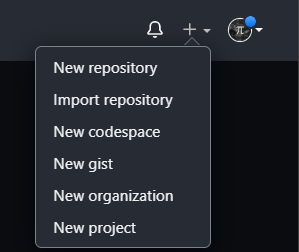 π
New repository
Import repository
New codespace
New gist
New organization
New project